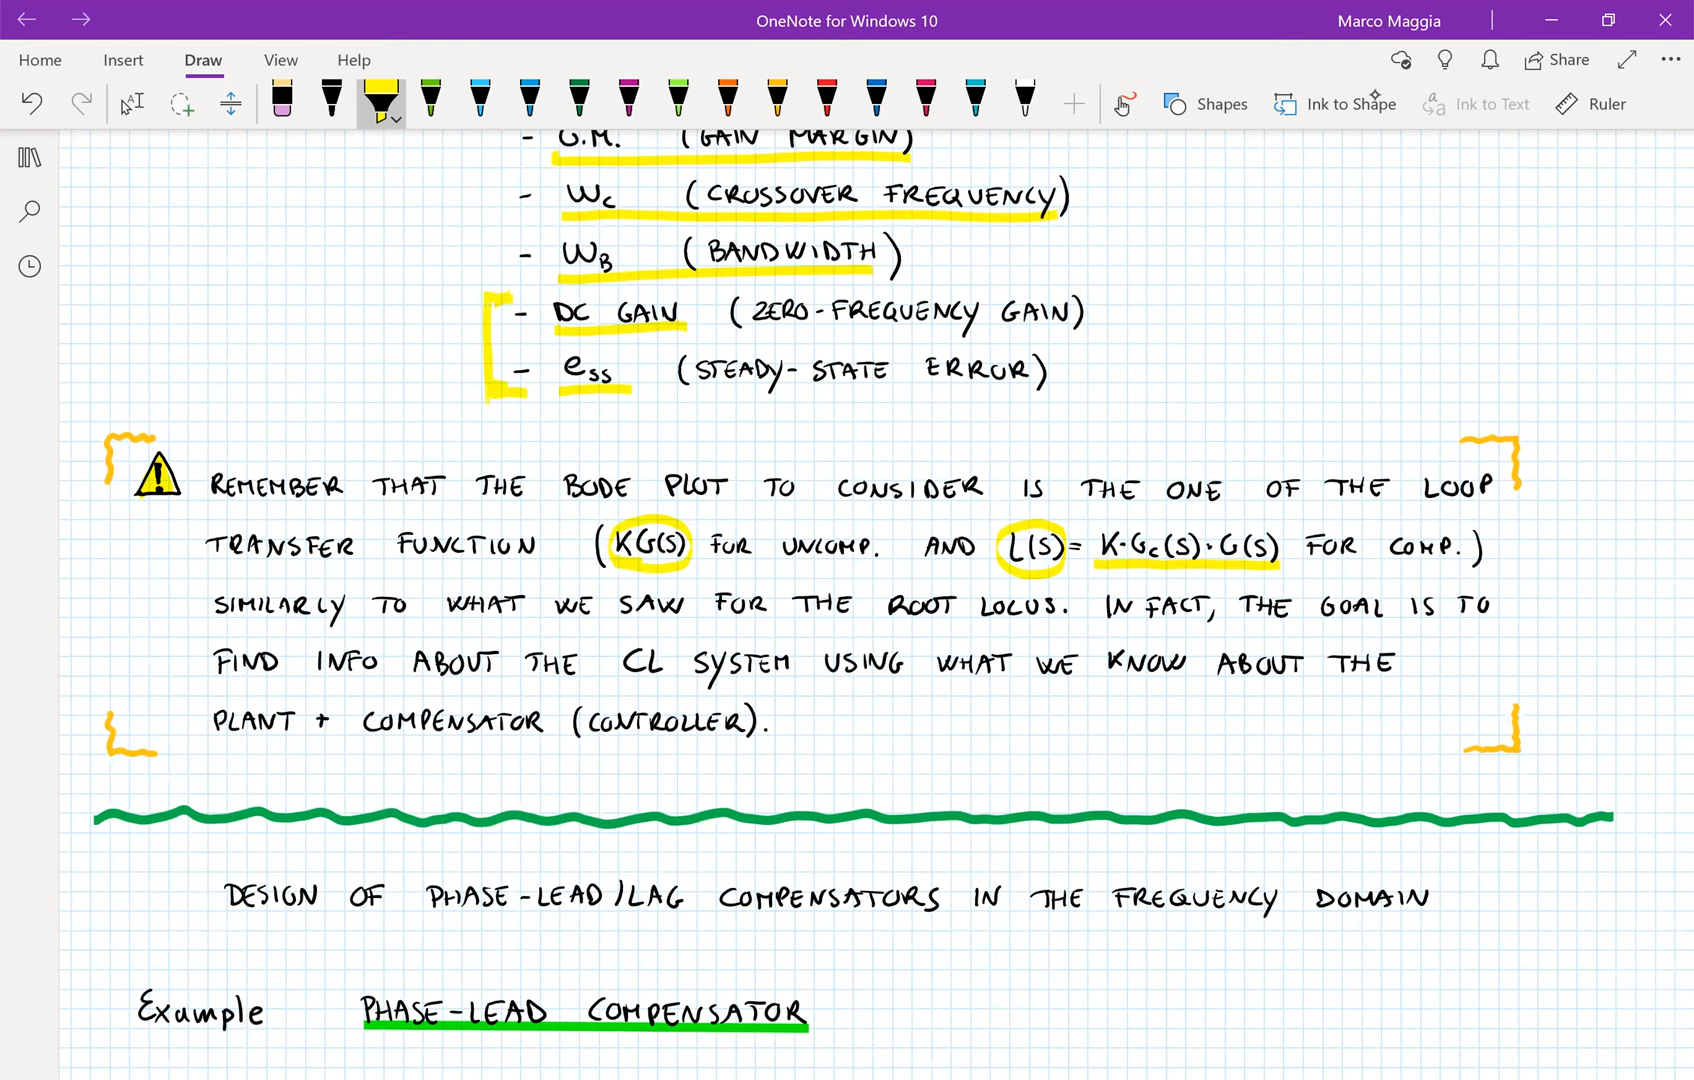 OneNote for Windows 10
Marco Maggia
Home Insert Draw View Help
Share
Shapes Ink to Shape Ink to Text Ruler
- G.M. (GAIN MARGIN)
- ωc (CROSSOVER FREQUENCY)
- ωB (BANDWIDTH)
- DC GAIN (ZERO-FREQUENCY GAIN)
- ess (STEADY-STATE ERROR)
REMEMBER THAT THE BODE PLOT TO CONSIDER IS THE ONE OF THE LOOP
TRANSFER FUNCTION (KG(S) FOR UNCOMP. AND L(S) = K·Gc(S)·G(S) FOR COMP.)
SIMILARLY TO WHAT WE SAW FOR THE ROOT LOCUS. IN FACT, THE GOAL IS TO
FIND INFO ABOUT THE CL SYSTEM USING WHAT WE KNOW ABOUT THE
PLANT + COMPENSATOR (CONTROLLER).
DESIGN OF PHASE-LEAD/LAG COMPENSATORS IN THE FREQUENCY DOMAIN
Example PHASE-LEAD COMPENSATOR